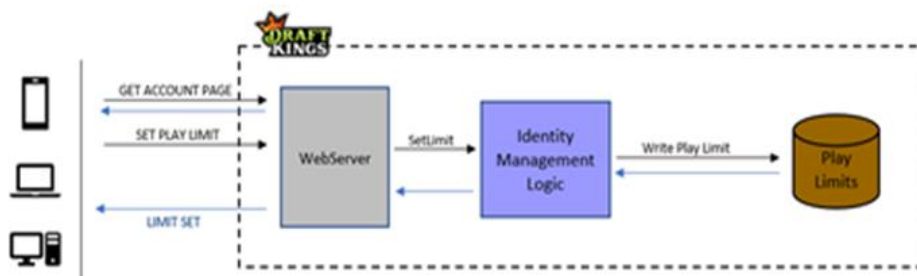 DRAFT
KINGS
GET ACCOUNT PAGE
SET PLAY LIMIT
LIMIT SET
WebServer
SetLimit
Identity
Management
Logic
Write Play Limit
Play
Limits